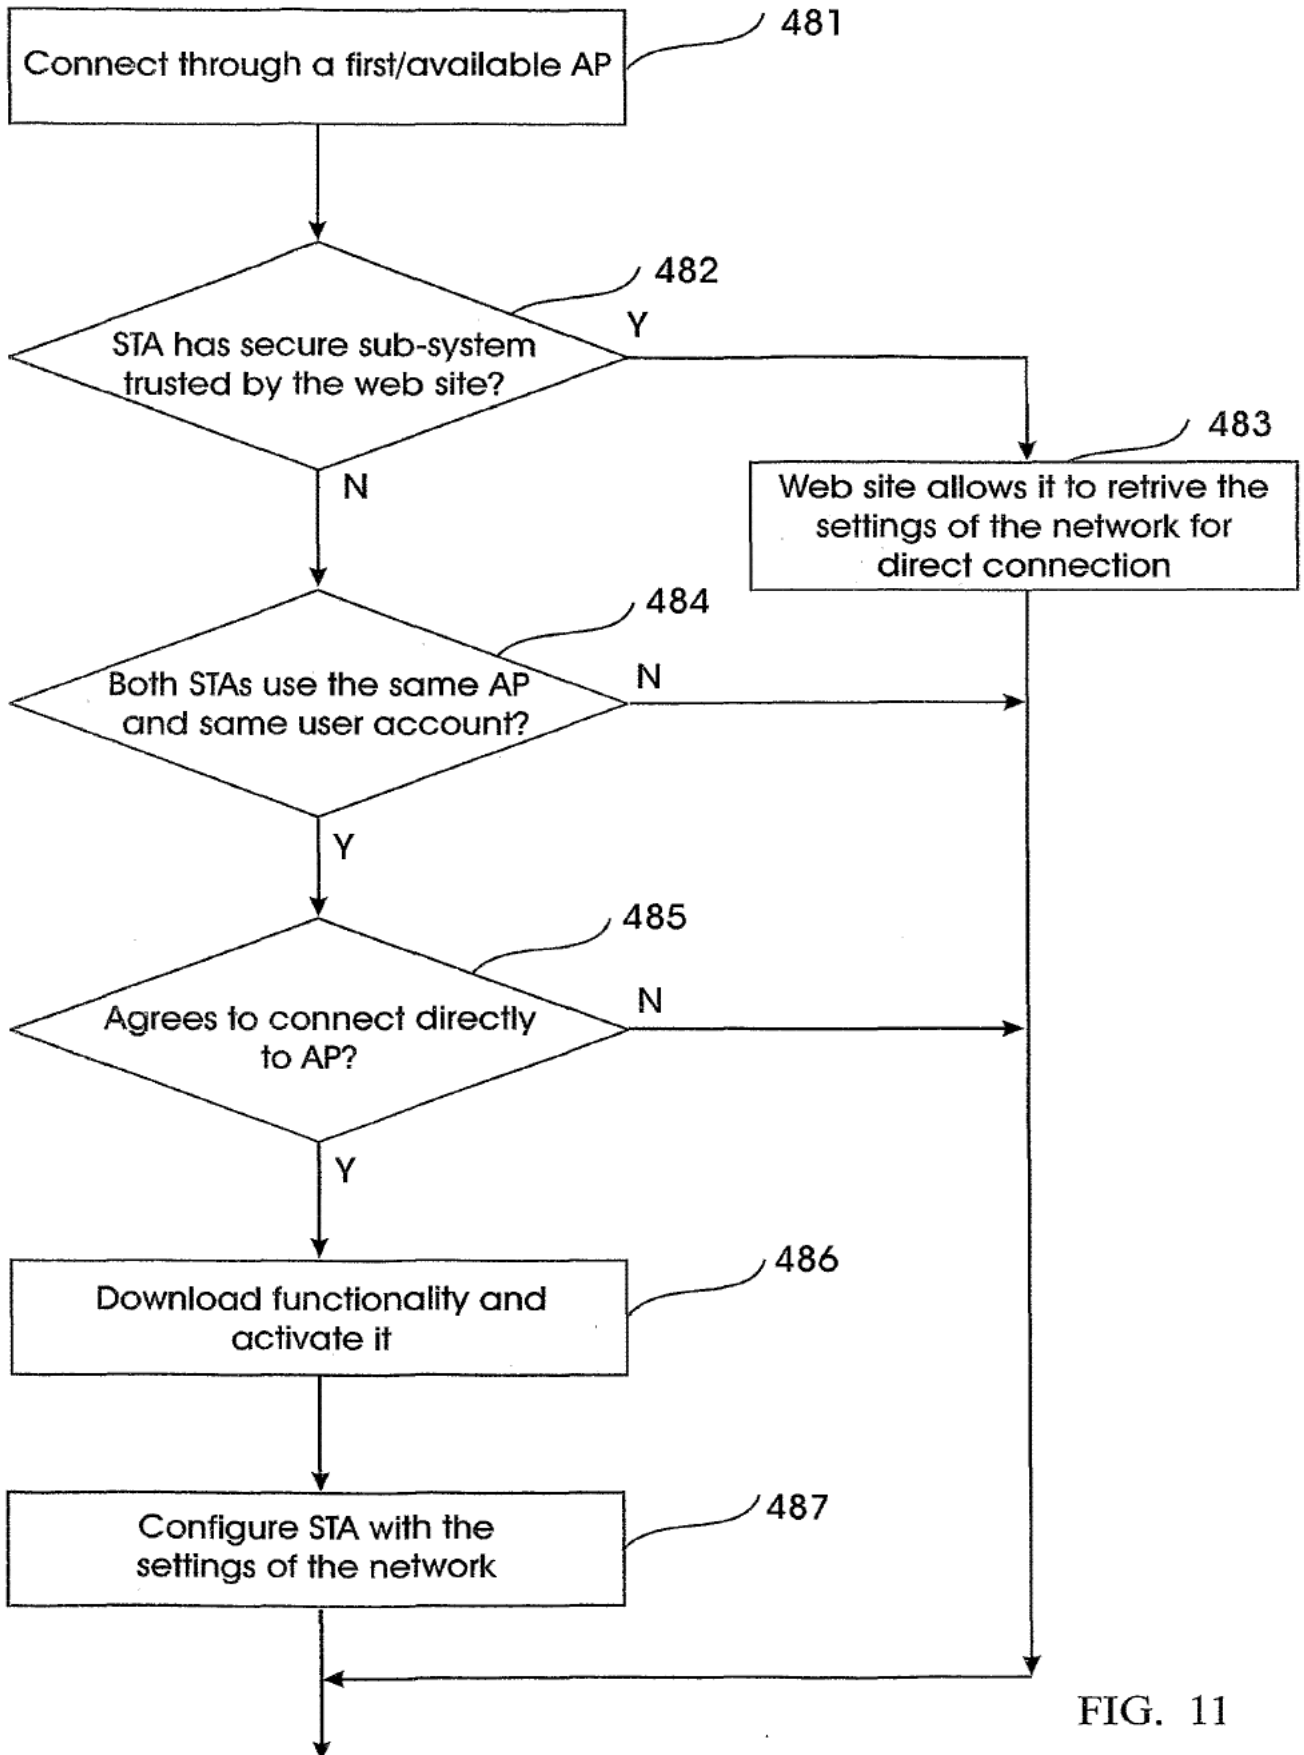 481
Connect through a first/available AP
482
STA has secure sub-system
trusted by the web site?
Y
N
483
Web site allows it to retrive the
settings of the network for
direct connection
484
Both STAs use the same AP
and same user account?
N
Y
485
Agrees to connect directly
to AP?
N
Y
486
Download functionality and
activate it
487
Configure STA with the
settings of the network
FIG. 11